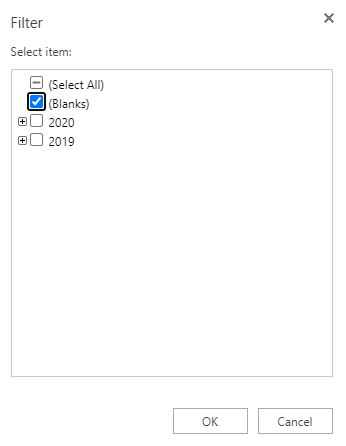 Filter
Select item:
(Select All)
(Blanks)
2020
2019
OK
Cancel